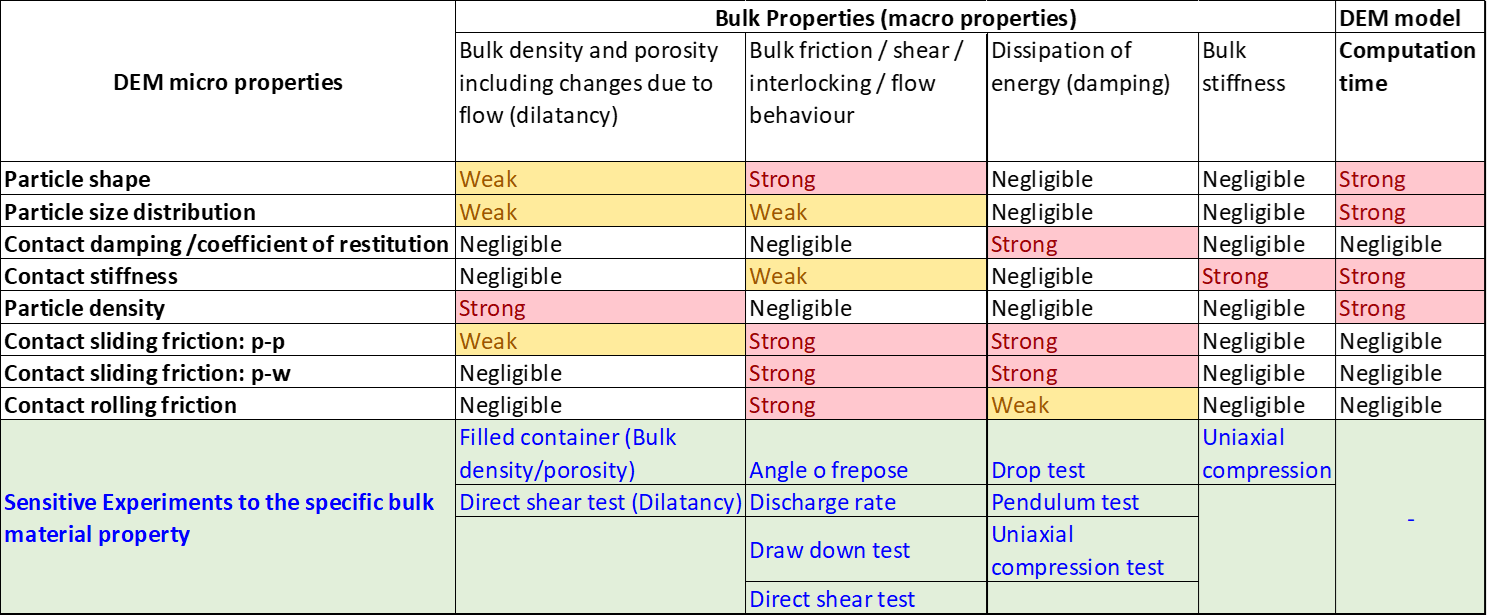 Bulk Properties (macro properties)
DEM model
DEM micro properties
Bulk density and porosity
including changes due to
flow (dilatancy)
Bulk friction / shear /
interlocking / flow
behaviour
Dissipation of
energy (damping)
Bulk
stiffness
Computation
time
Particle shape Weak Strong Negligible Negligible Strong
Particle size distribution Weak Weak Negligible Negligible Strong
Contact damping /coefficient of restitution Negligible Negligible Strong Negligible Negligible
Contact stiffness Negligible Weak Negligible Strong Strong
Particle density Strong Negligible Negligible Negligible Strong
Contact sliding friction: p-p Weak Strong Strong Negligible Negligible
Contact sliding friction: p-w Negligible Strong Strong Negligible Negligible
Contact rolling friction Negligible Strong Weak Negligible Negligible
Sensitive Experiments to the specific bulk
material property
Filled container (Bulk
density/porosity)
Direct shear test (Dilatancy)
Angle o frepose
Discharge rate
Draw down test
Direct shear test
Drop test
Pendulum test
Uniaxial
compression test
Uniaxial
compression
-